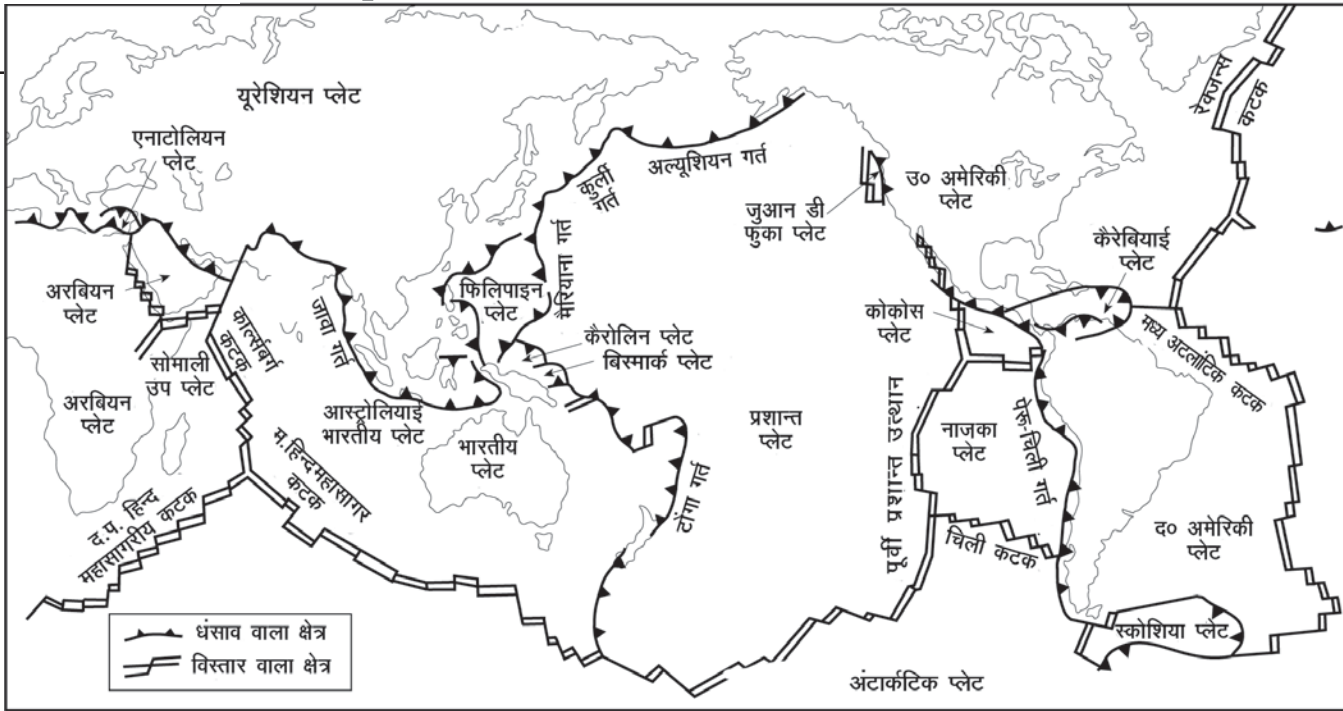 यूरेशियन प्लेट
एनाटोलियन
प्लेट
रेक्जन्स
कटक
अल्यूशियन गर्त
कुर्ली
गर्त
उ० अमेरिकी
प्लेट
जुआन डी
फुका प्लेट
मैरियाना गर्त
कैरेबियाई
प्लेट
अरबियन
प्लेट
फिलिपाइन
प्लेट
जावा गर्त
कार्ल्सबर्ग
कटक
कोकोस
प्लेट
कैरोलिन प्लेट
बिस्मार्क प्लेट
मध्य अटलांटिक कटक
सोमाली
उप प्लेट
अरबियन
प्लेट
आस्ट्रोलियाई
भारतीय प्लेट
भारतीय
प्लेट
प्रशान्त
प्लेट
पूर्वी प्रशान्त उत्थान
नाजका
प्लेट
पेरू-चिली गर्त
म.हिन्दमहासागर
कटक
टोंगा गर्त
द.प. हिन्द
महासागरीय कटक
चिली कटक
द० अमेरिकी
प्लेट
धंसाव वाला क्षेत्र
विस्तार वाला क्षेत्र
स्कोशिया प्लेट
अंटार्कटिक प्लेट